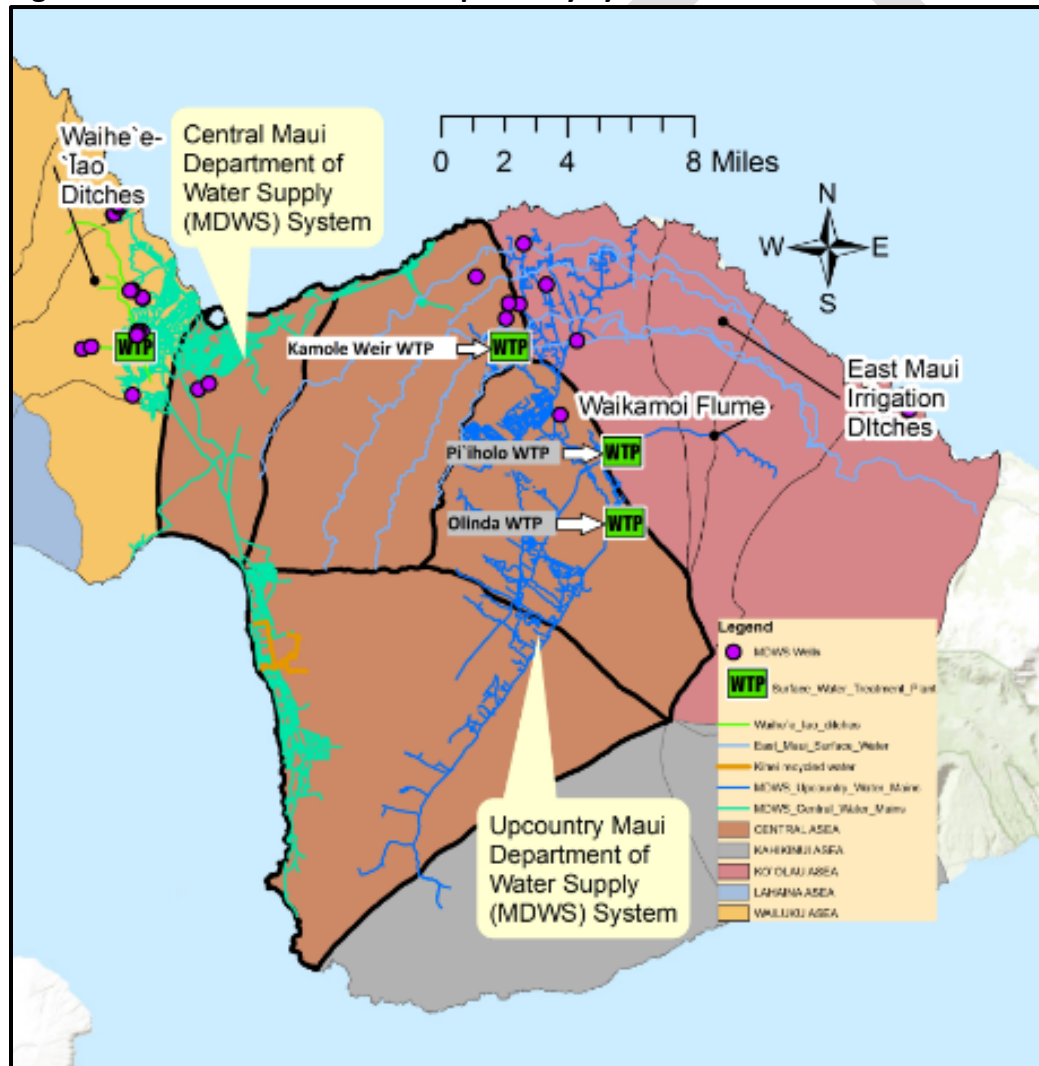 Waihe`e-
`Īao
Ditches
Central Maui
Department of
Water Supply
(MDWS) System
0 2 4 8 Miles
N
W E
S
WTP
Kamole Weir WTP
WTP
East Maui
Irrigation
DItches
Waikamoi Flume
Pi`iholo WTP
WTP
Olinda WTP
WTP
Upcountry Maui
Department of
Water Supply
(MDWS) System
Legend
MDWS Wells
WTP Surface_Water_Treatment_Plant
Waihe'e_Iao_ditches
East_Maui_Surface_Water
Kihei recycled water
MDWS_Upcountry_Water_Mains
MDWS_Central_Water_Mains
CENTRAL ASEA
KAHIKINUI ASEA
KO'OLAU ASEA
LAHAINA ASEA
WAILUKU ASEA